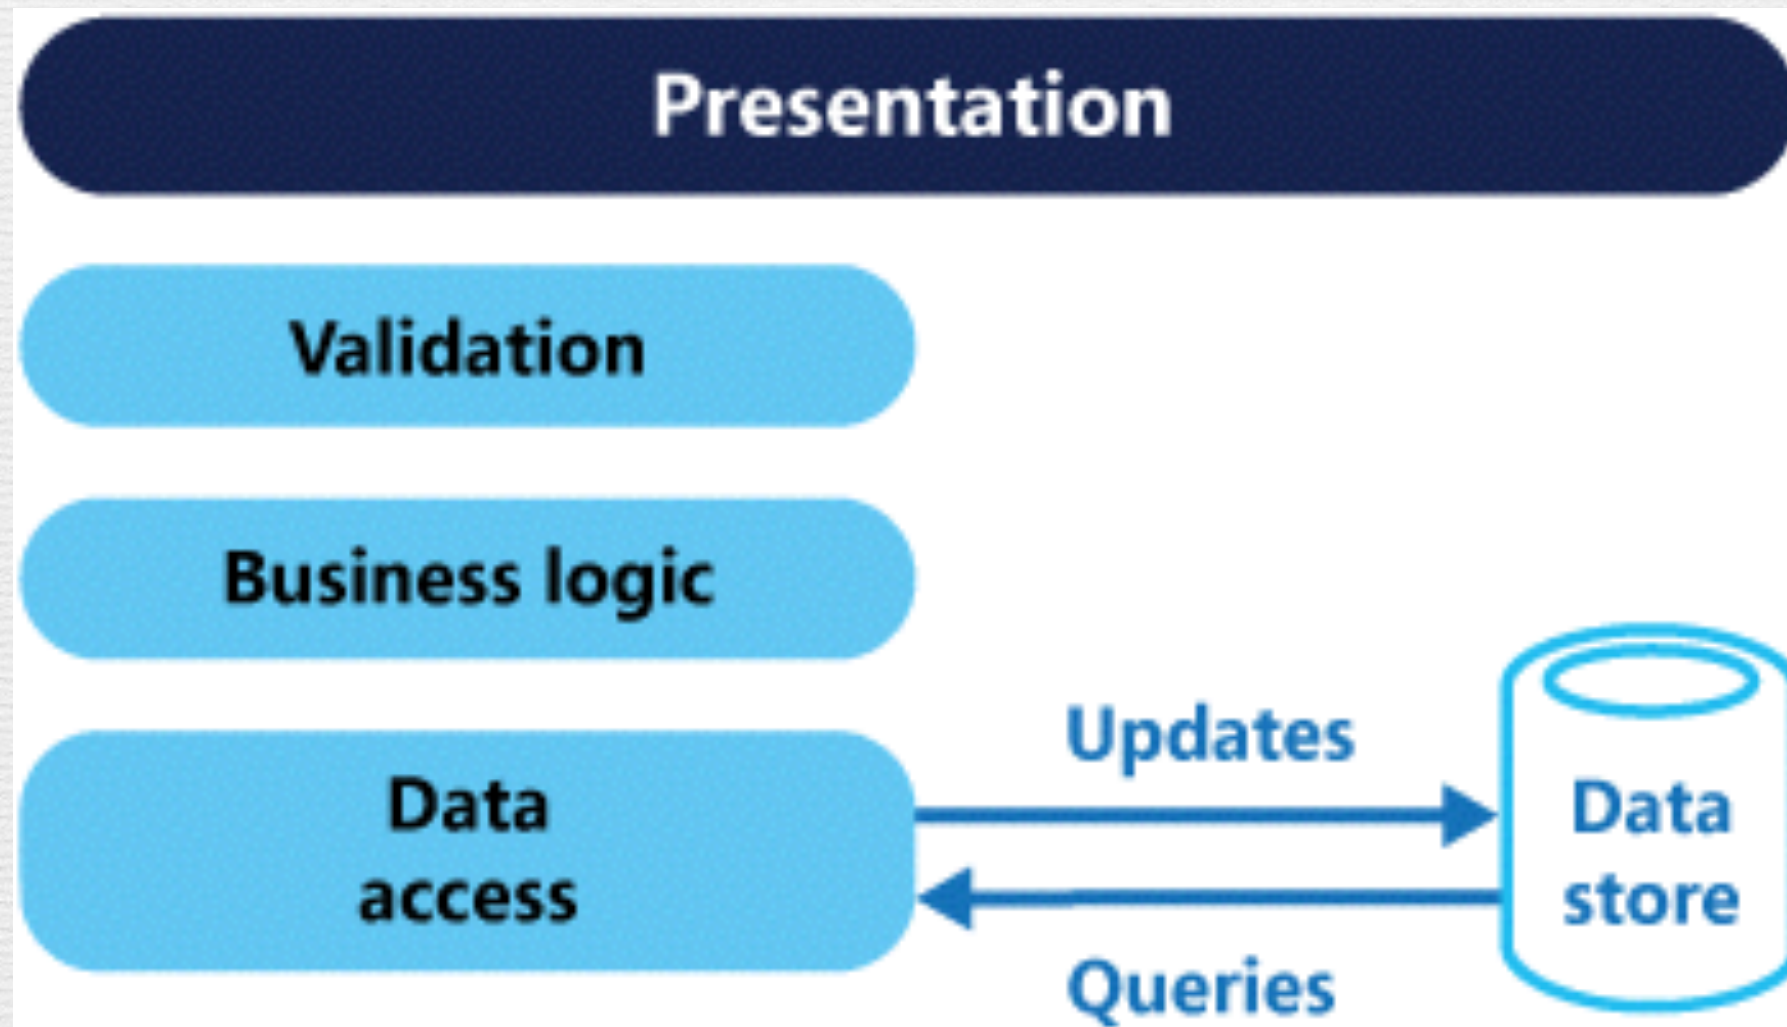 Presentation
Validation
Business logic
Data
access
Updates
Queries
Data
store